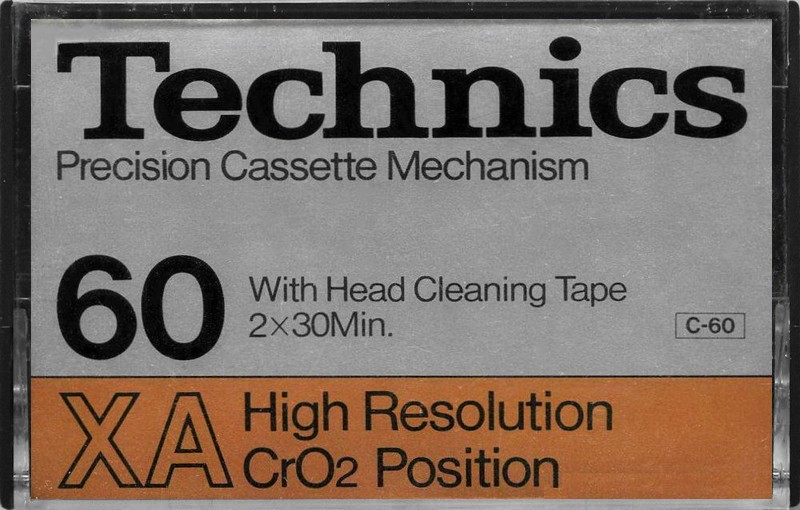 Technics
Precision Cassette Mechanism
60
With Head Cleaning Tape
2×30Min.
C-60
XA
High Resolution
CrO2 Position